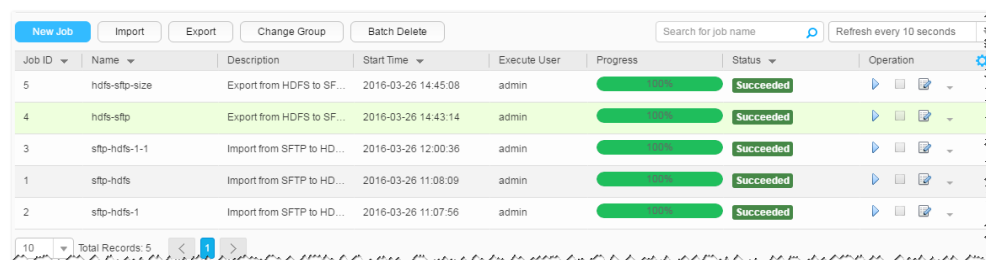 New Job Import Export Change Group Batch Delete Search for job name Refresh every 10 seconds
Job ID Name Description Start Time Execute User Progress Status Operation
5 hdfs-sftp-size Export from HDFS to SF... 2016-03-26 14:45:08 admin 100% Succeeded
4 hdfs-sftp Export from HDFS to SF... 2016-03-26 14:43:14 admin 100% Succeeded
3 sftp-hdfs-1-1 Import from SFTP to HD... 2016-03-26 12:00:36 admin 100% Succeeded
1 sftp-hdfs Import from SFTP to HD... 2016-03-26 11:08:09 admin 100% Succeeded
2 sftp-hdfs-1 Import from SFTP to HD... 2016-03-26 11:07:56 admin 100% Succeeded
10 Total Records: 5 < 1 >